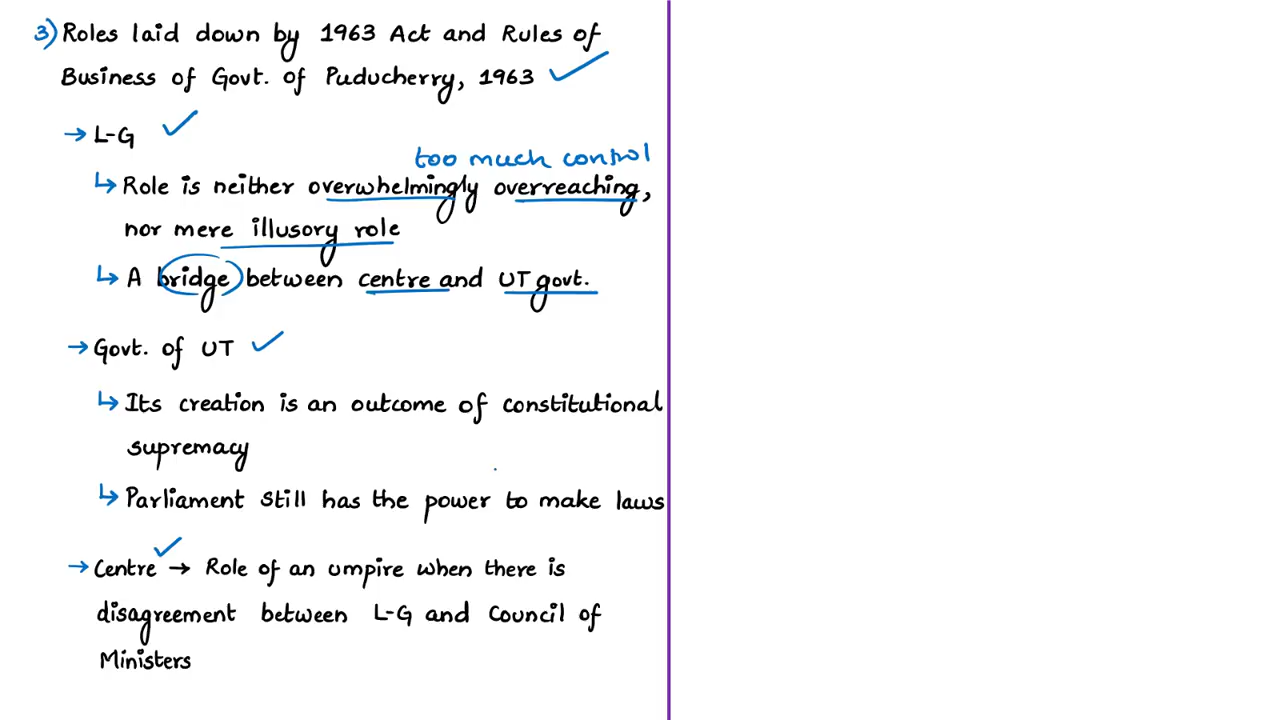 3) Roles laid down by 1963 Act and Rules of
Business of Govt. of Puducherry, 1963 ✓
→ L-G ✓
too much control
↳ Role is neither overwhelmingly overreaching,
nor mere illusory role
↳ A bridge between centre and UT govt.
→ Govt. of UT ✓
↳ Its creation is an outcome of constitutional
supremacy
↳ Parliament still has the power to make laws
→ Centre ✓ → Role of an umpire when there is
disagreement between L-G and Council of
Ministers